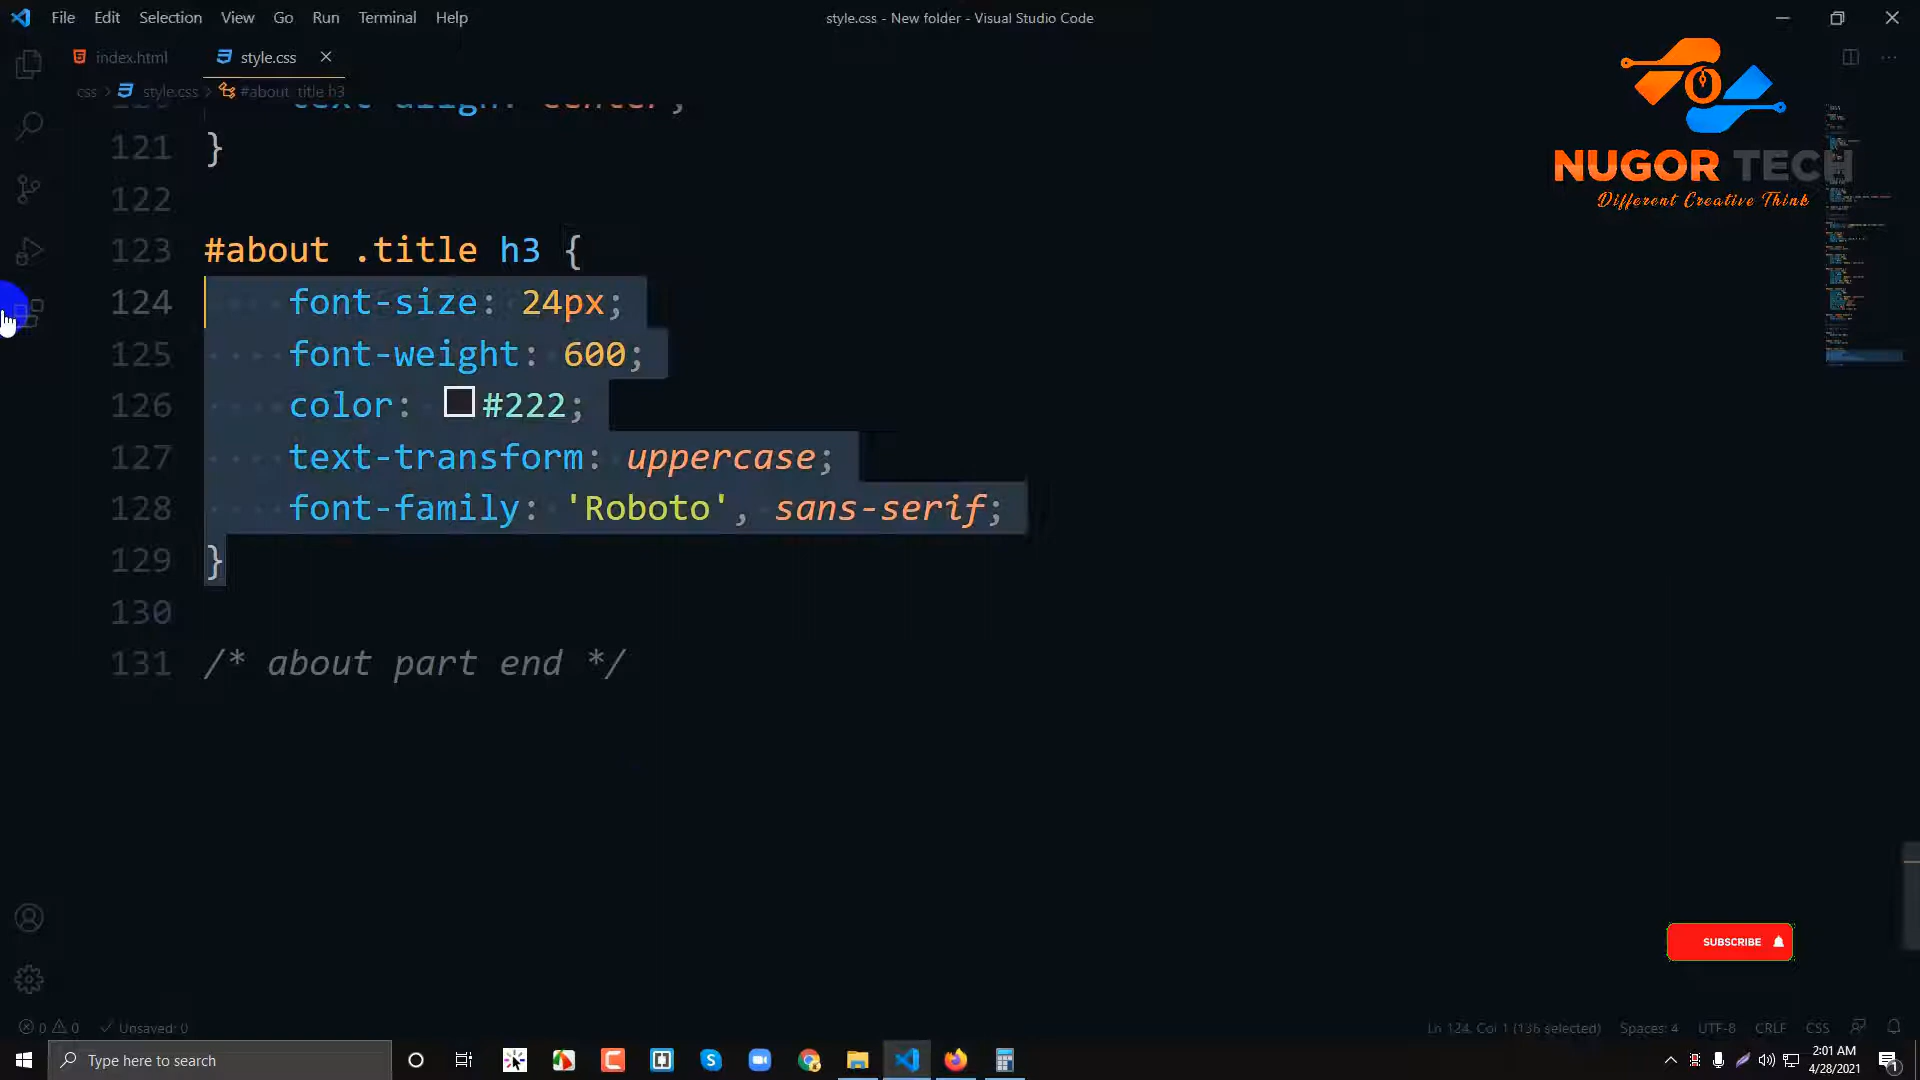 File Edit Selection View Go Run Terminal Help
style.css - New folder - Visual Studio Code
index.html style.css
css > style.css > #about .title h3
NUGOR TECH
Different Creative Think
text-align: center;
121 }
122
123 #about .title h3 {
124 font-size: 24px;
125 font-weight: 600;
126 color: #222;
127 text-transform: uppercase;
128 font-family: 'Roboto', sans-serif;
129 }
130
131 /* about part end */
SUBSCRIBE
0 0 Unsaved: 0
Ln 124, Col 1 (136 selected) Spaces: 4 UTF-8 CRLF CSS
Type here to search
2:01 AM
4/28/2021
1